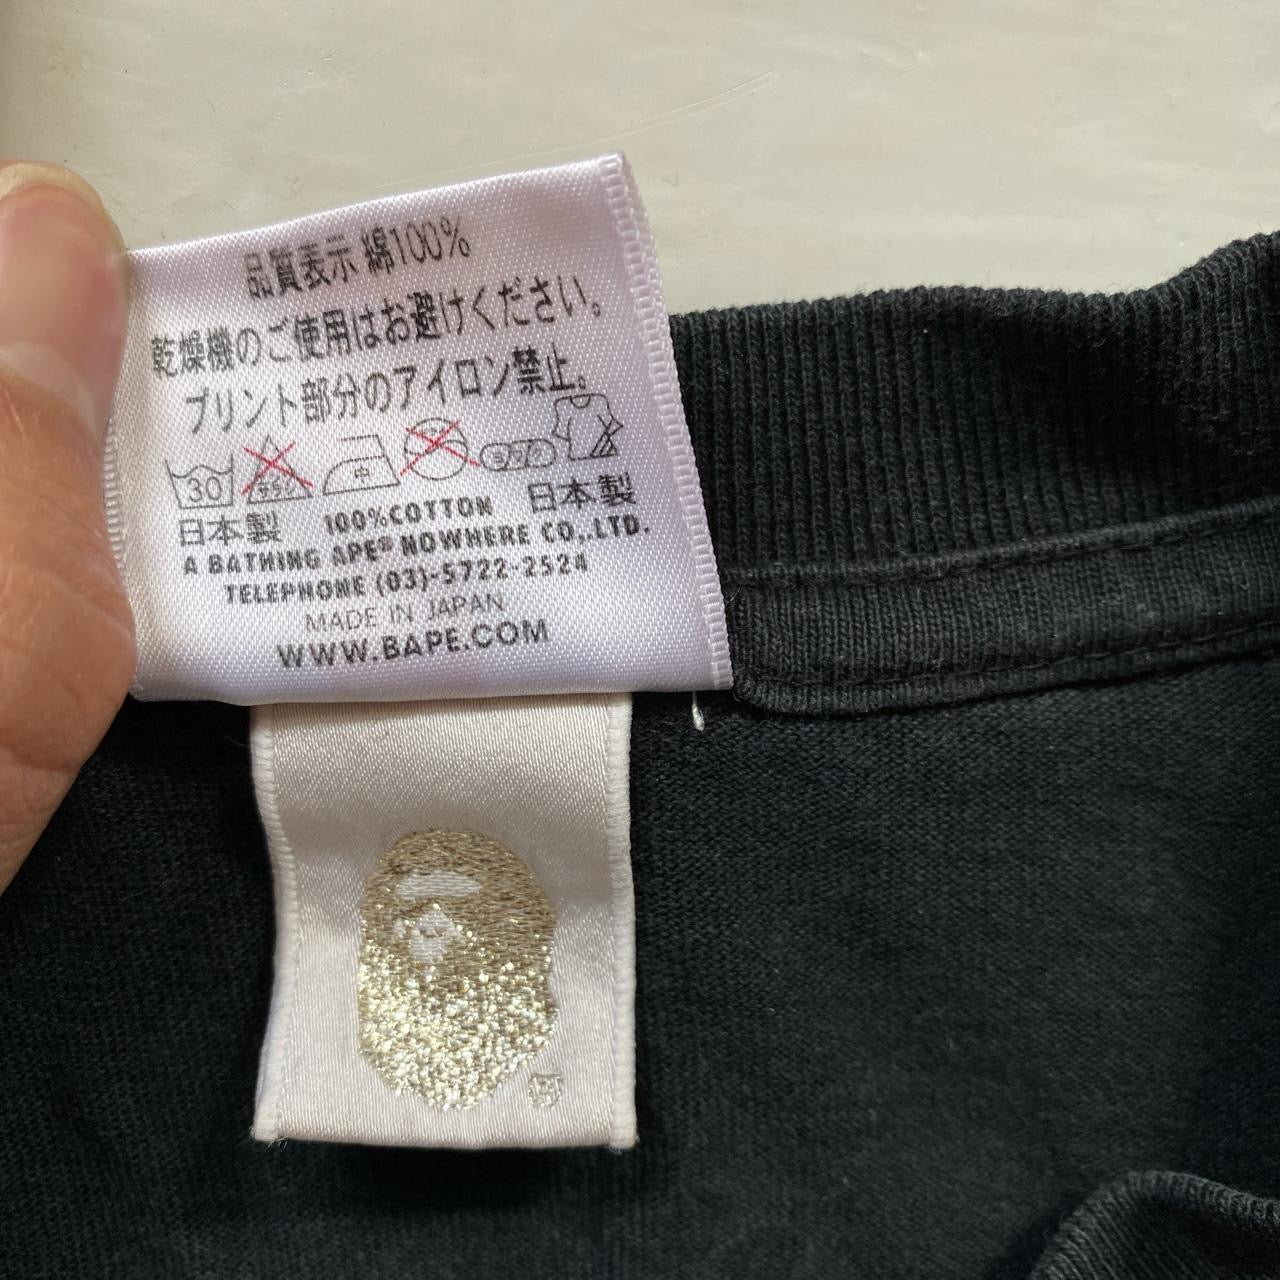 品質表示 綿100%
乾燥機のご使用はお避けください。
プリント部分のアイロン禁止。
30
日本製 100%COTTON 日本製
A BATHING APE® NOWHERE CO,.LTD.
TELEPHONE (03)-5722-2524
MADE IN JAPAN
WWW.BAPE.COM